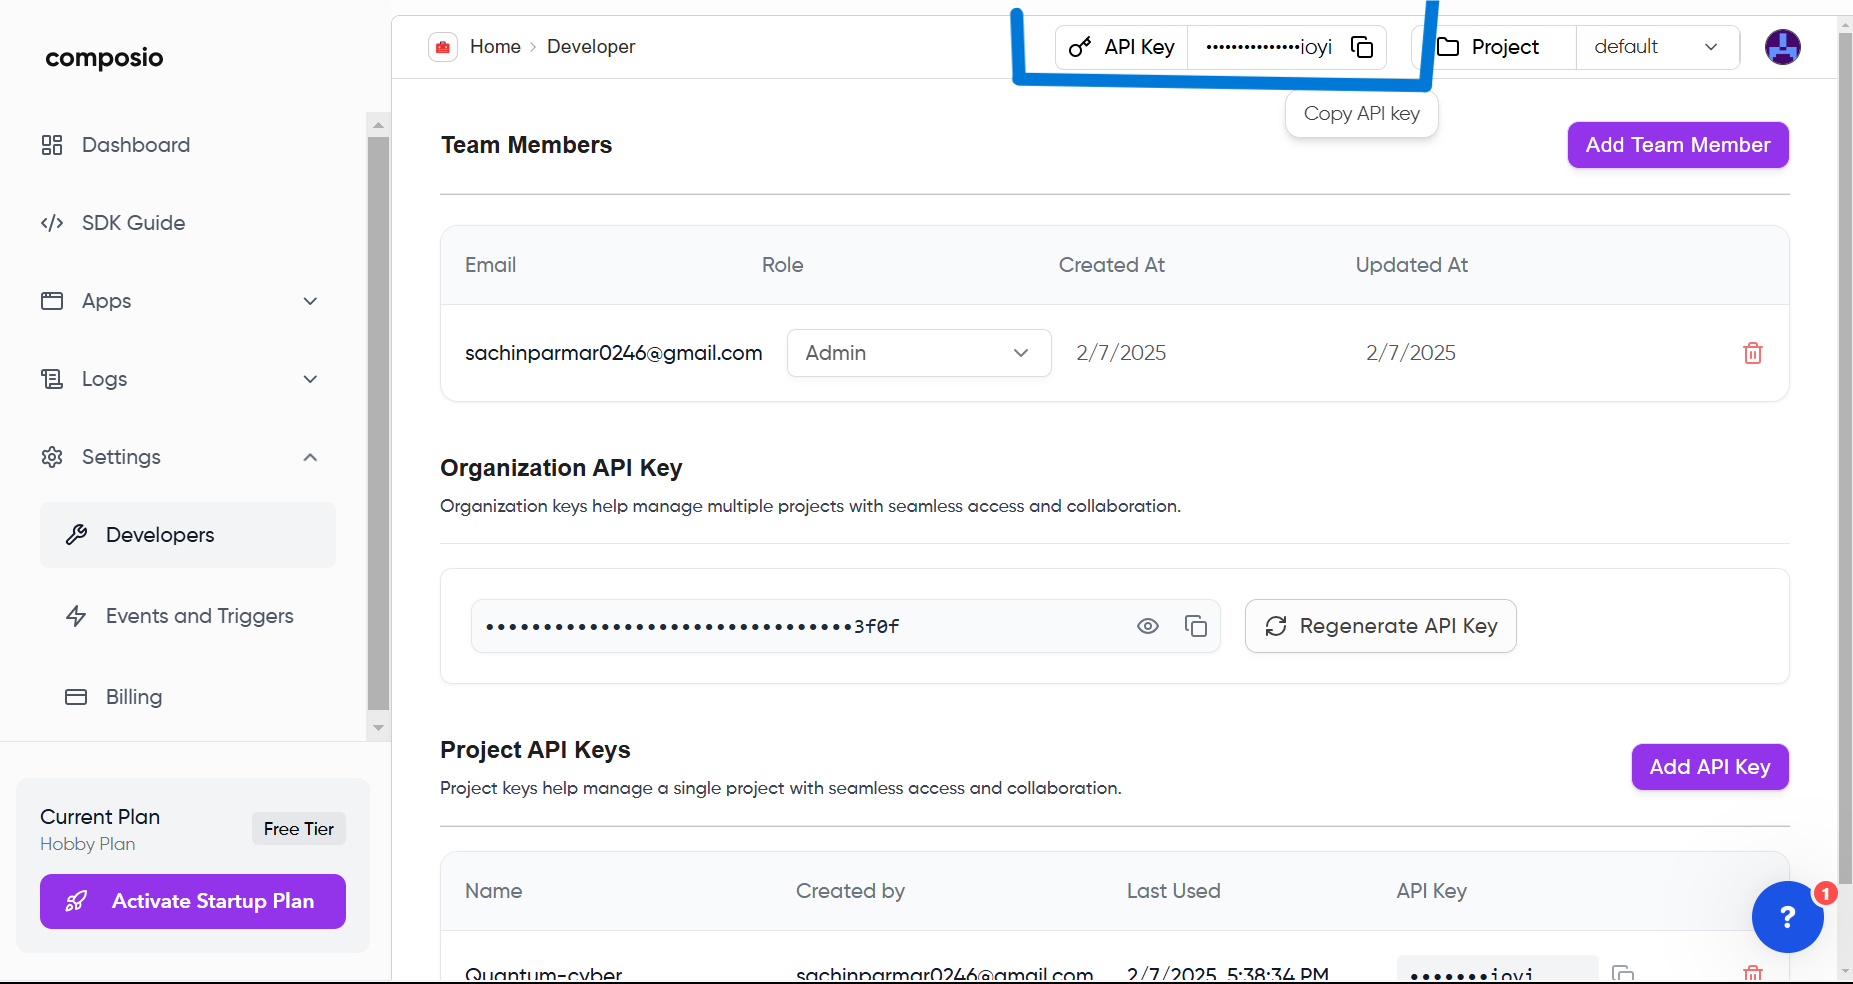 composio
Home › Developer
API Key •••••••••••••••ioyi
Project default
Copy API key
Dashboard
SDK Guide
Apps
Logs
Settings
Developers
Events and Triggers
Billing
Current Plan
Hobby Plan
Free Tier
Activate Startup Plan
Team Members
Add Team Member
Email Role Created At Updated At
sachinparmar0246@gmail.com Admin 2/7/2025 2/7/2025
Organization API Key
Organization keys help manage multiple projects with seamless access and collaboration.
••••••••••••••••••••••••••••••••3f0f
Regenerate API Key
Project API Keys
Project keys help manage a single project with seamless access and collaboration.
Add API Key
Name Created by Last Used API Key
Quantum-cyber sachinparmar0246@gmail.com 2/7/2025, 5:38:34 PM •••••••ioyi
? 1